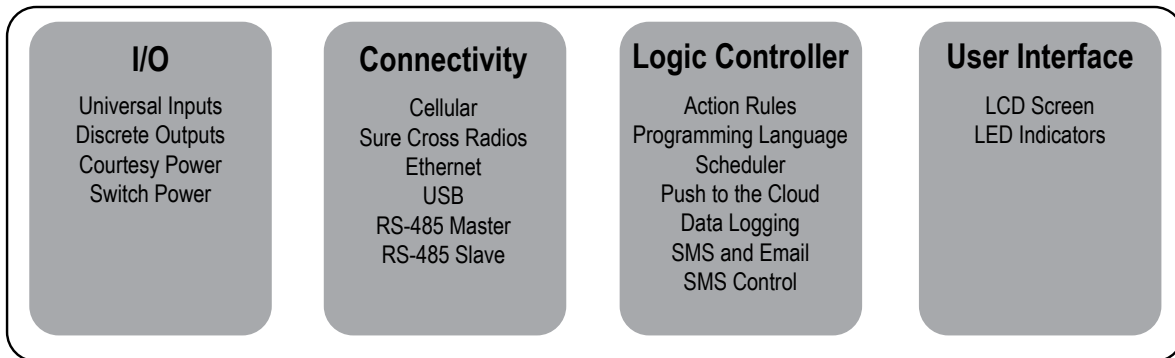 I/O
Universal Inputs
Discrete Outputs
Courtesy Power
Switch Power
Connectivity
Cellular
Sure Cross Radios
Ethernet
USB
RS-485 Master
RS-485 Slave
Logic Controller
Action Rules
Programming Language
Scheduler
Push to the Cloud
Data Logging
SMS and Email
SMS Control
User Interface
LCD Screen
LED Indicators